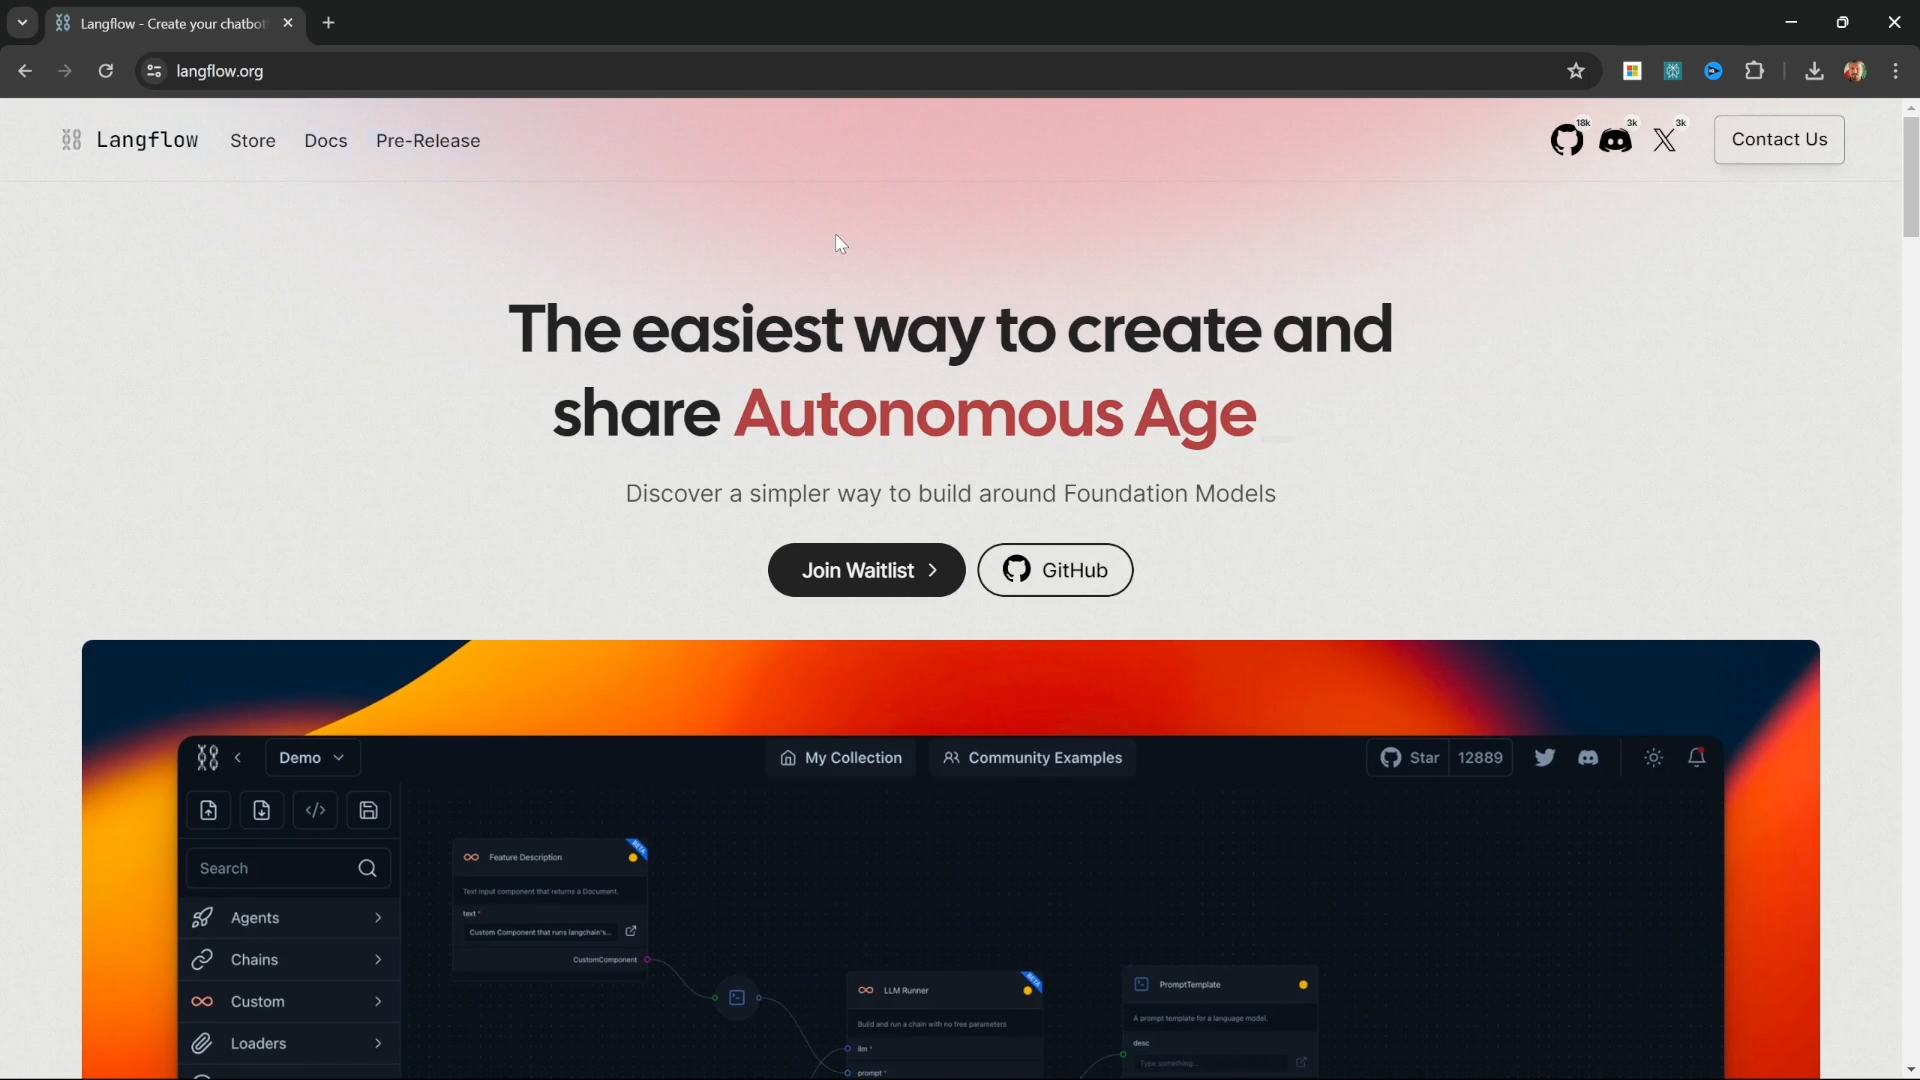 Langflow - Create your chatbot
langflow.org
Langflow
Store
Docs
Pre-Release
18k
3k
3k
Contact Us
The easiest way to create and
share Autonomous Age
Discover a simpler way to build around Foundation Models
Join Waitlist
GitHub
Demo
My Collection
Community Examples
Star
12889
Search
Agents
Chains
Custom
Loaders
Feature Description
BETA
Text input component that returns a Document.
text *
Custom Component that runs langchain's...
CustomComponent
LLM Runner
BETA
Build and run a chain with no free parameters
llm *
prompt *
PromptTemplate
A prompt template for a language model.
desc
Type something...